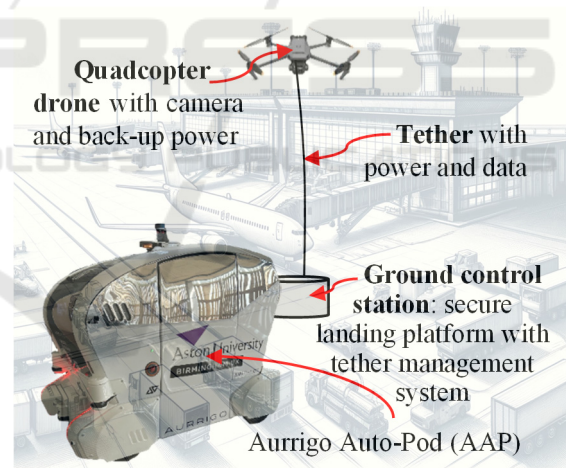 Quadcopter
drone with camera
and back-up power
Tether with
power and data
Ground control
station: secure
landing platform with
tether management
system
Aston University
AURRIGO
Aurrigo Auto-Pod (AAP)